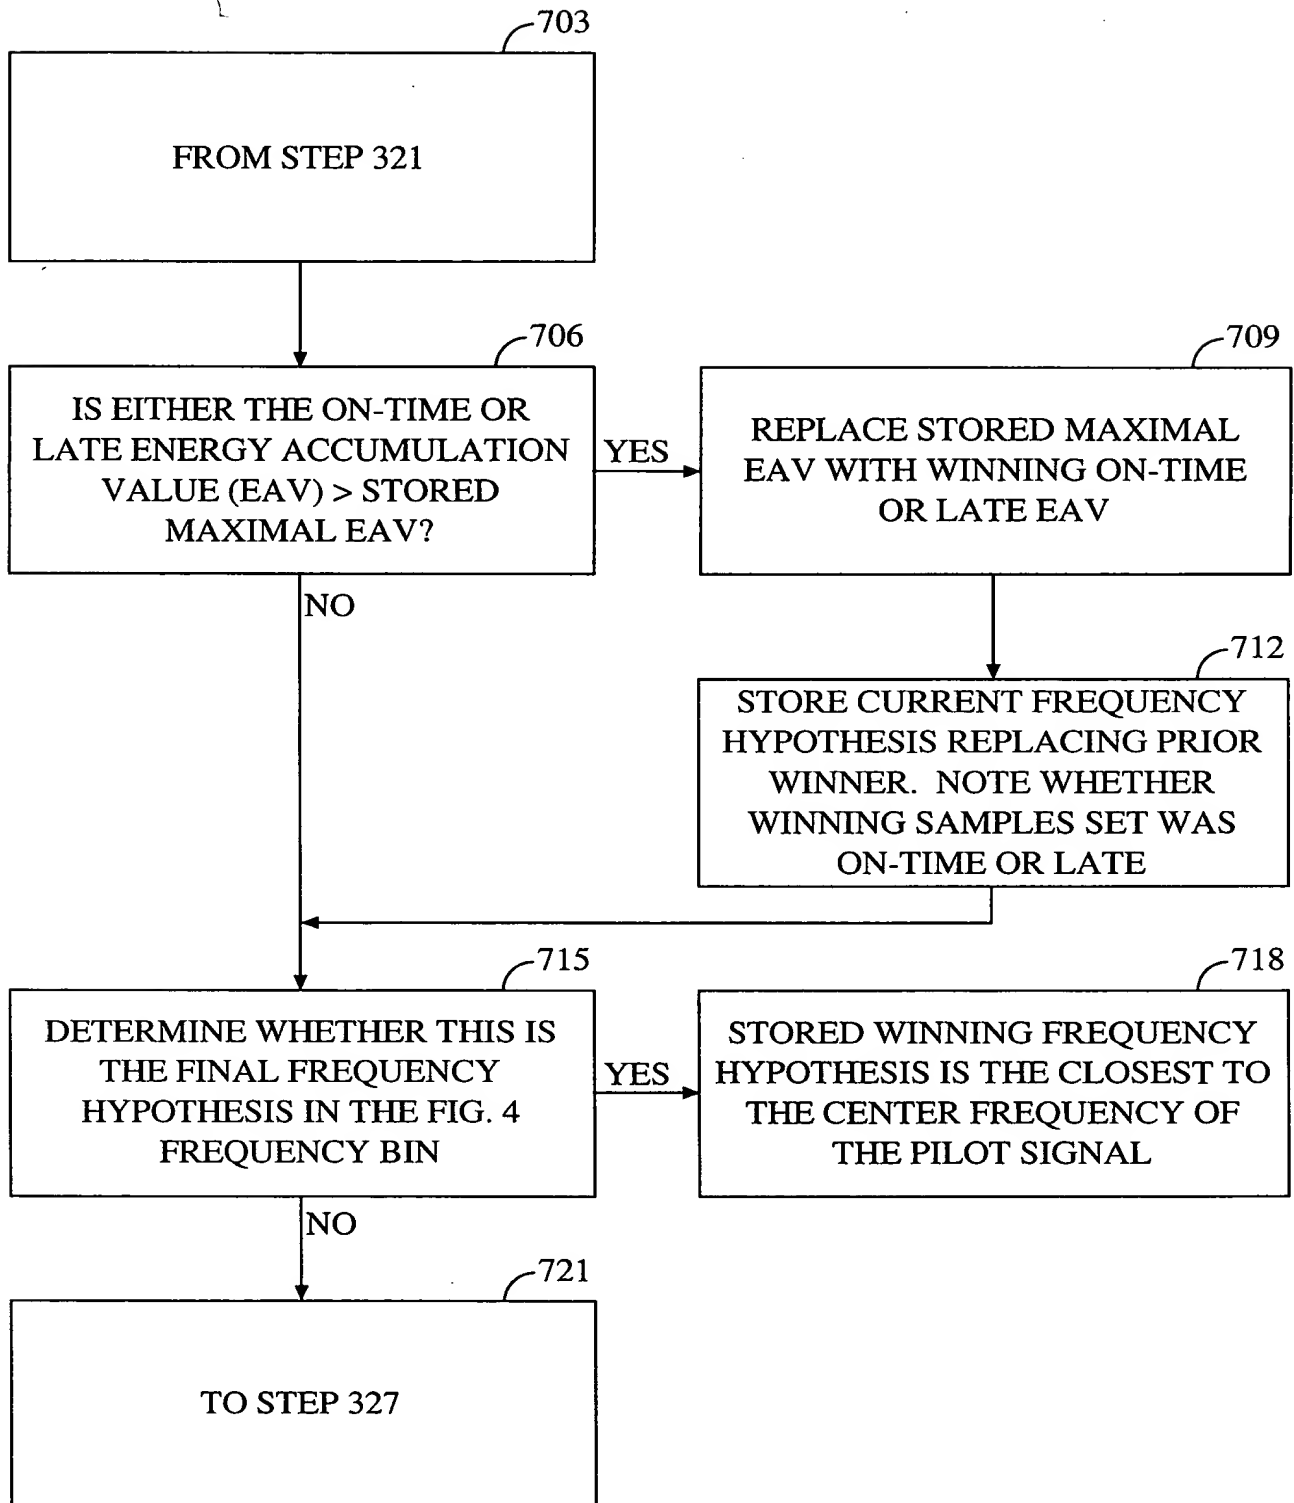 703
FROM STEP 321
706
IS EITHER THE ON-TIME OR
LATE ENERGY ACCUMULATION
VALUE (EAV) > STORED
MAXIMAL EAV?
YES
709
REPLACE STORED MAXIMAL
EAV WITH WINNING ON-TIME
OR LATE EAV
NO
712
STORE CURRENT FREQUENCY
HYPOTHESIS REPLACING PRIOR
WINNER. NOTE WHETHER
WINNING SAMPLES SET WAS
ON-TIME OR LATE
715
DETERMINE WHETHER THIS IS
THE FINAL FREQUENCY
HYPOTHESIS IN THE FIG. 4
FREQUENCY BIN
YES
718
STORED WINNING FREQUENCY
HYPOTHESIS IS THE CLOSEST TO
THE CENTER FREQUENCY OF
THE PILOT SIGNAL
NO
721
TO STEP 327